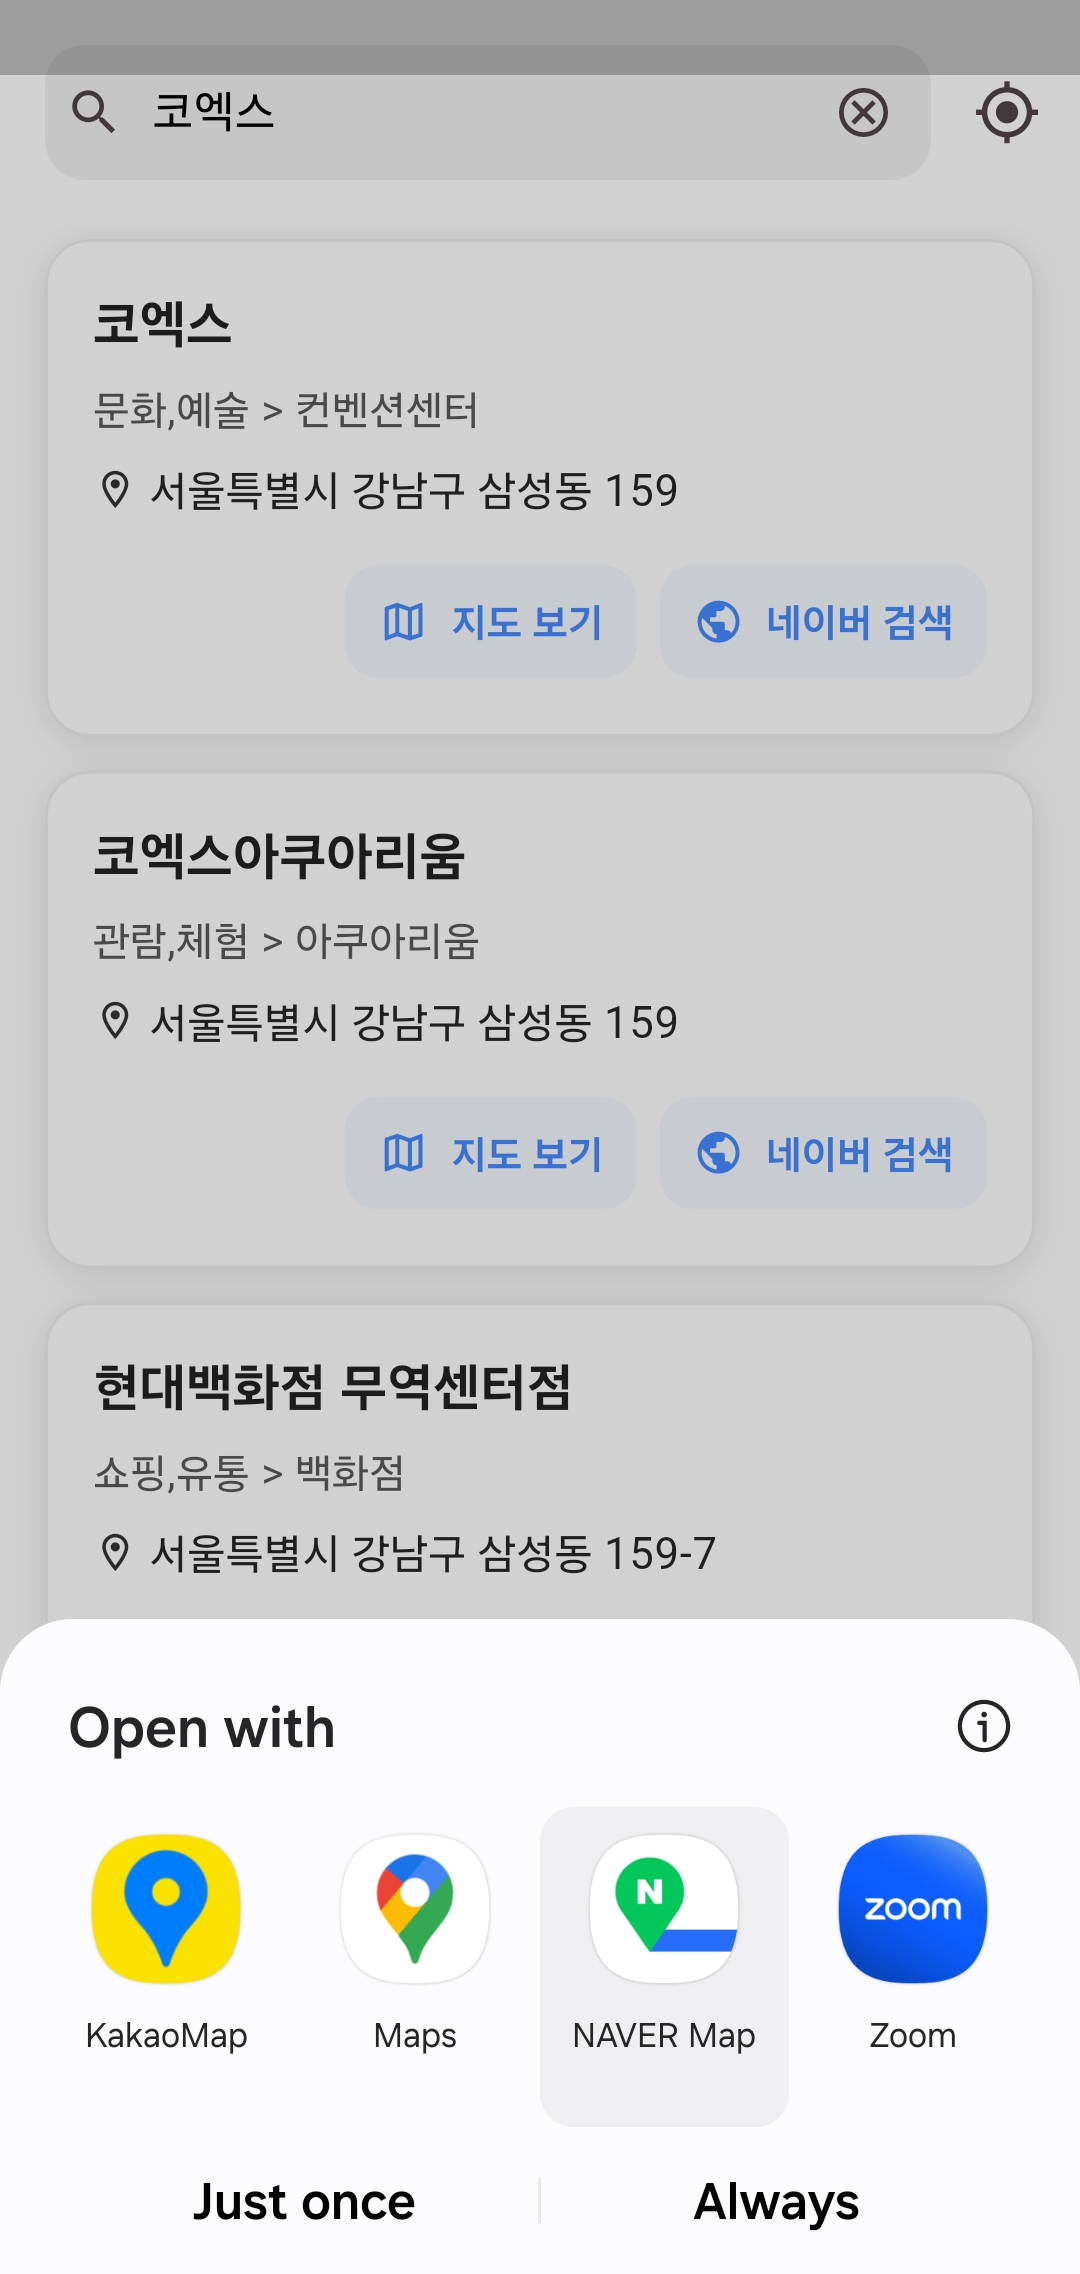 코엑스
코엑스
문화,예술 > 컨벤션센터
서울특별시 강남구 삼성동 159
지도 보기
네이버 검색
코엑스아쿠아리움
관람,체험 > 아쿠아리움
서울특별시 강남구 삼성동 159
지도 보기
네이버 검색
현대백화점 무역센터점
쇼핑,유통 > 백화점
서울특별시 강남구 삼성동 159-7
Open with
N
zoom
KakaoMap
Maps
NAVER Map
Zoom
Just once
Always